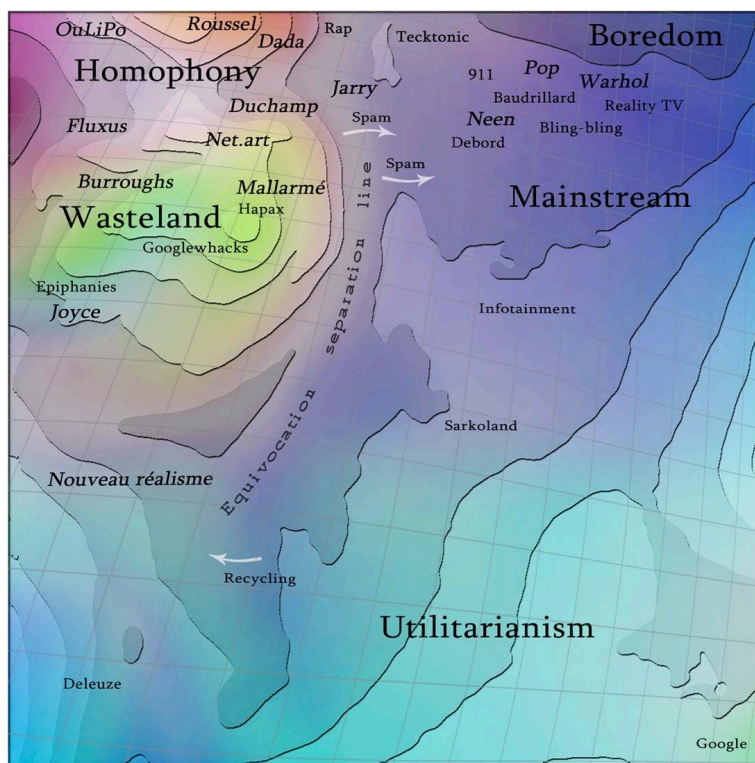 OuLiPo
Roussel
Dada
Rap
Tecktonic
Boredom
Homophony
911
Pop
Warhol
Jarry
Baudrillard
Reality TV
Duchamp
Spam
Neen
Bling-bling
Fluxus
Net.art
Debord
Spam
Burroughs
Mallarmé
Mainstream
Wasteland
Hapax
Googlewhacks
Epiphanies
Joyce
Infotainment
Equivocation separation line
Sarkoland
Nouveau réalisme
Recycling
Utilitarianism
Deleuze
Google